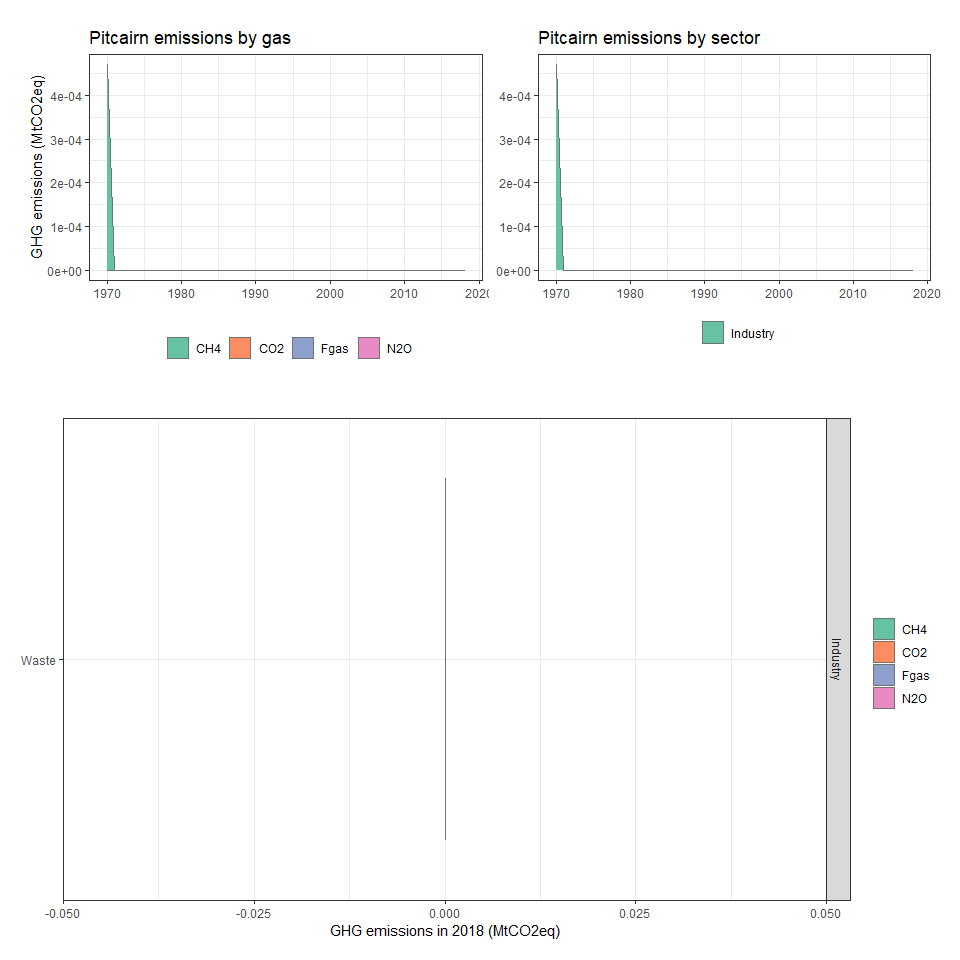 Pitcairn emissions by gas
GHG emissions (MtCO2eq)
4e-04
3e-04
2e-04
1e-04
0e+00
1970 1980 1990 2000 2010 2020
CH4 CO2 Fgas N2O
Pitcairn emissions by sector
4e-04
3e-04
2e-04
1e-04
0e+00
1970 1980 1990 2000 2010 2020
Industry
Waste
Industry
-0.050 -0.025 0.000 0.025 0.050
GHG emissions in 2018 (MtCO2eq)
CH4
CO2
Fgas
N2O